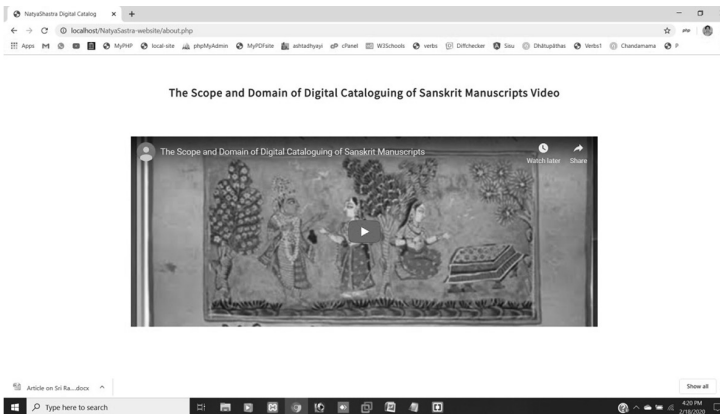 NatyaShastra Digital Catalog
localhost/NatyaSastra-website/about.php
Apps MyPHP local-site phpMyAdmin MyPDFsite ashtadhyayi cPanel W3Schools verbs Diffchecker Sisu Dhātupāthas Verbs1 Chandamama P
The Scope and Domain of Digital Cataloguing of Sanskrit Manuscripts Video
The Scope and Domain of Digital Cataloguing of Sanskrit Manuscripts
Watch later Share
Article on Sri Ra....docx Show all
Type here to search
4:20 PM
2/18/2020